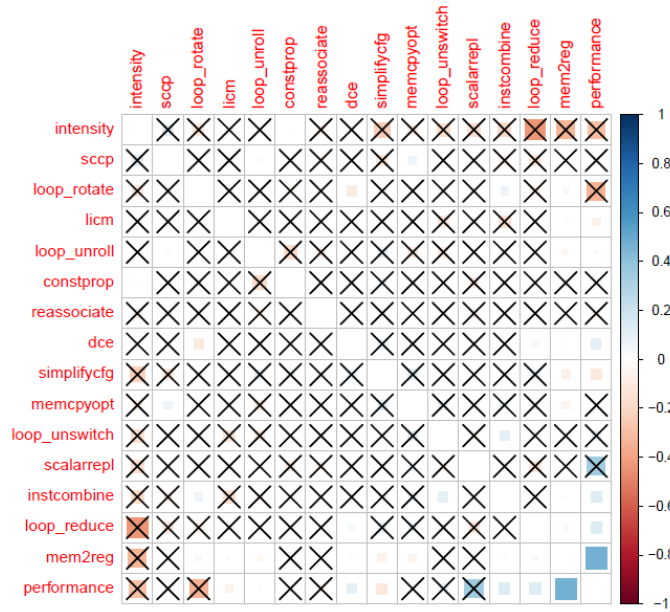 intensity
sccp
loop_rotate
licm
loop_unroll
constprop
reassociate
dce
simplifycfg
memcpyopt
loop_unswitch
scalarrepl
instcombine
loop_reduce
mem2reg
performance
intensity
sccp
loop_rotate
licm
loop_unroll
constprop
reassociate
dce
simplifycfg
memcpyopt
loop_unswitch
scalarrepl
instcombine
loop_reduce
mem2reg
performance
1
0.8
0.6
0.4
0.2
0
−0.2
−0.4
−0.6
−0.8
−1